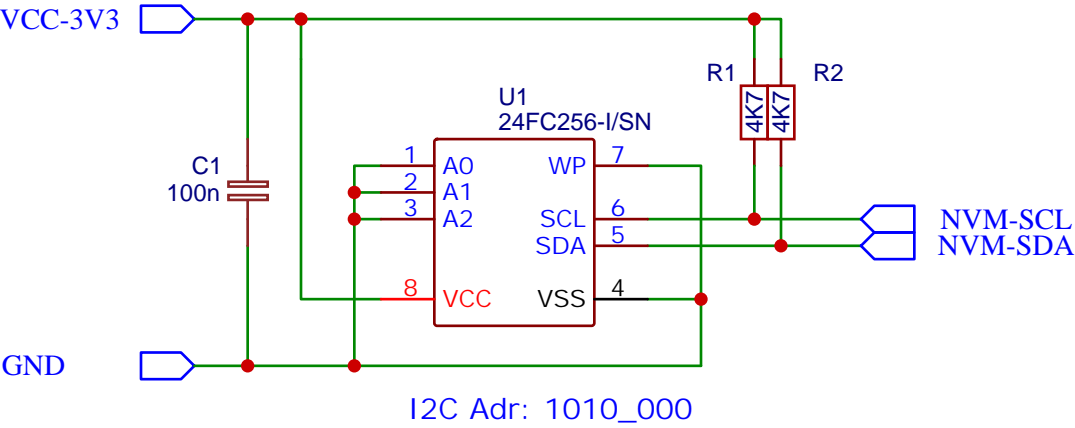 VCC-3V3
R1
R2
4K7
4K7
U1
24FC256-I/SN
C1
100n
1
A0
WP
7
2
A1
3
A2
SCL
6
NVM-SCL
SDA
5
NVM-SDA
8
VCC
VSS
4
GND
I2C Adr: 1010_000